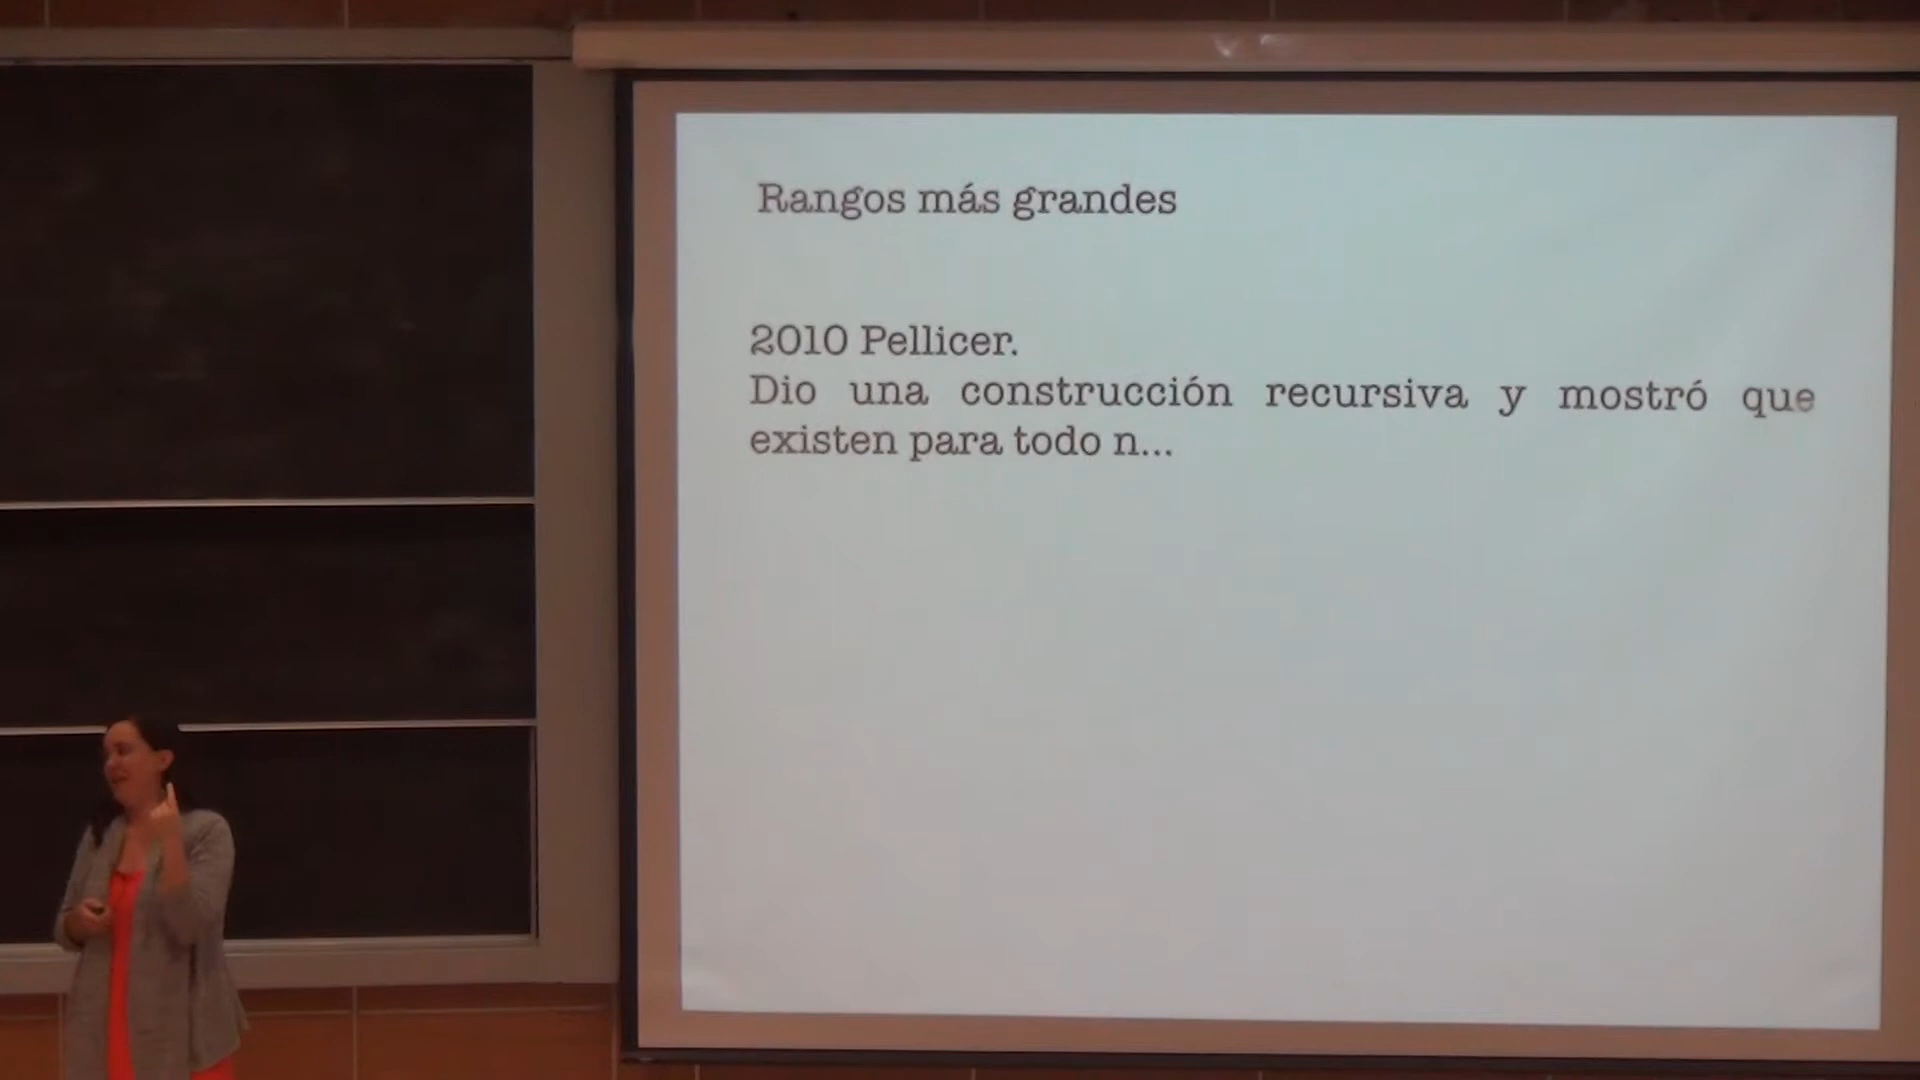 Rangos más grandes
2010 Pellicer.
Dio una construcción recursiva y mostró que
existen para todo n...